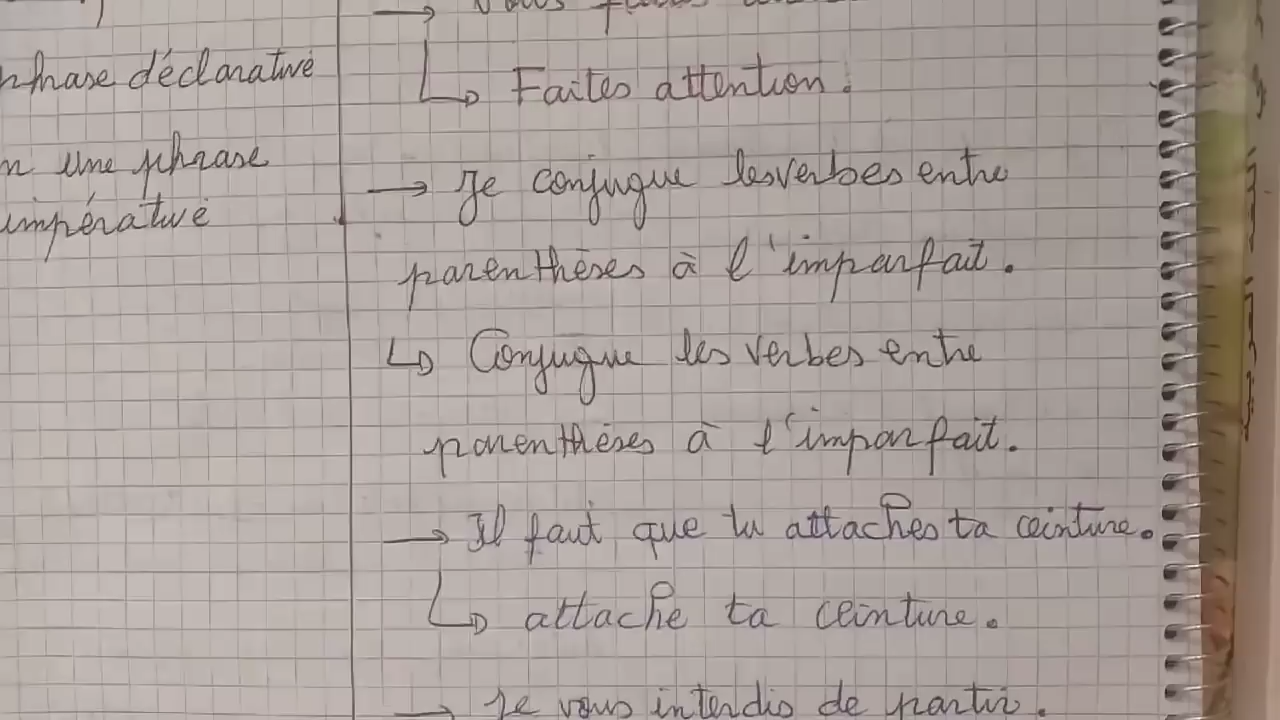 phrase déclarative
une phrase
impérative
→ Vous
↳ Faites attention.
→ Je conjugue les verbes entre
parenthèses à l'imparfait.
↳ Conjugue les verbes entre
parenthèses à l'imparfait.
→ Il faut que tu attaches ta ceinture.
↳ attache ta ceinture.
→ Je vous interdis de partir.